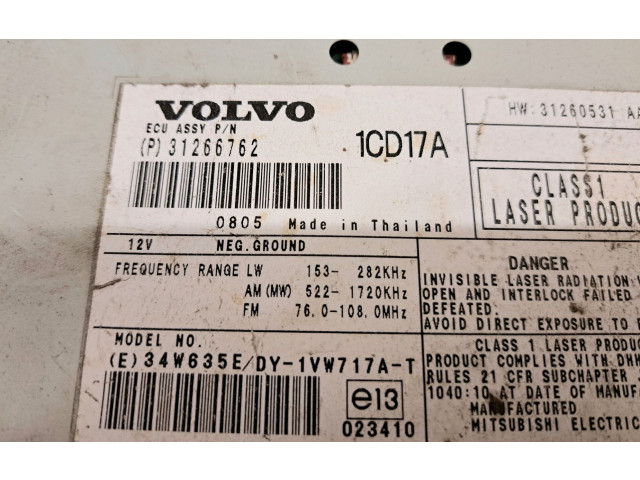 VOLVO
ECU ASSY P/N
(P) 31266762
1CD17A
HW: 31260531
CLASS1
LASER PRODUC
0805 Made in Thailand
12V NEG.GROUND
FREQUENCY RANGE LW 153- 282KHz
AM (MW) 522- 1720KHz
FM 76.0-108.0MHz
DANGER
INVISIBLE LASER RADIATION
OPEN AND INTERLOCK FAILED
DEFEATED.
AVOID DIRECT EXPOSURE TO
MODEL NO.
(E) 34W635E/DY-1VW717A-T
e13
023410
CLASS 1 LASER PRODUC
PRODUCT COMPLIES WITH DHH
RULES 21 CFR SUBCHAPTER
1040:10 AT DATE OF MANU
MANUFACTURED
MITSUBISHI ELECTRIC